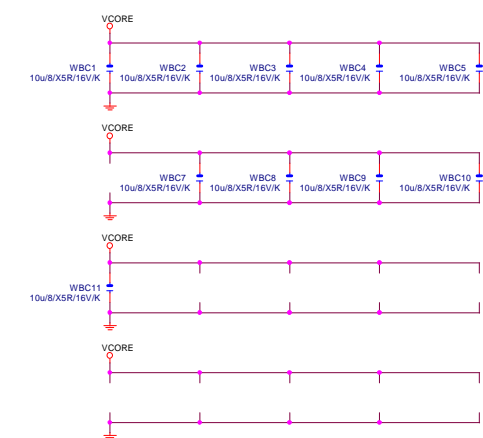 VCORE
WBC1 WBC2 WBC3 WBC4 WBC5
10u/8/X5R/16V/K 10u/8/X5R/16V/K 10u/8/X5R/16V/K 10u/8/X5R/16V/K 10u/8/X5R/16V/K
VCORE
WBC7 WBC8 WBC9 WBC10
10u/8/X5R/16V/K 10u/8/X5R/16V/K 10u/8/X5R/16V/K 10u/8/X5R/16V/K
VCORE
WBC11
10u/8/X5R/16V/K
VCORE